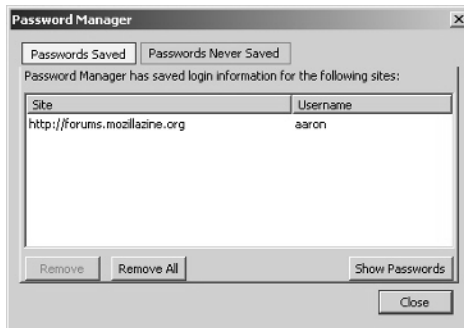 Password Manager
Passwords Saved Passwords Never Saved
Password Manager has saved login information for the following sites:
Site Username
http://forums.mozillazine.org aaron
Remove Remove All Show Passwords
Close